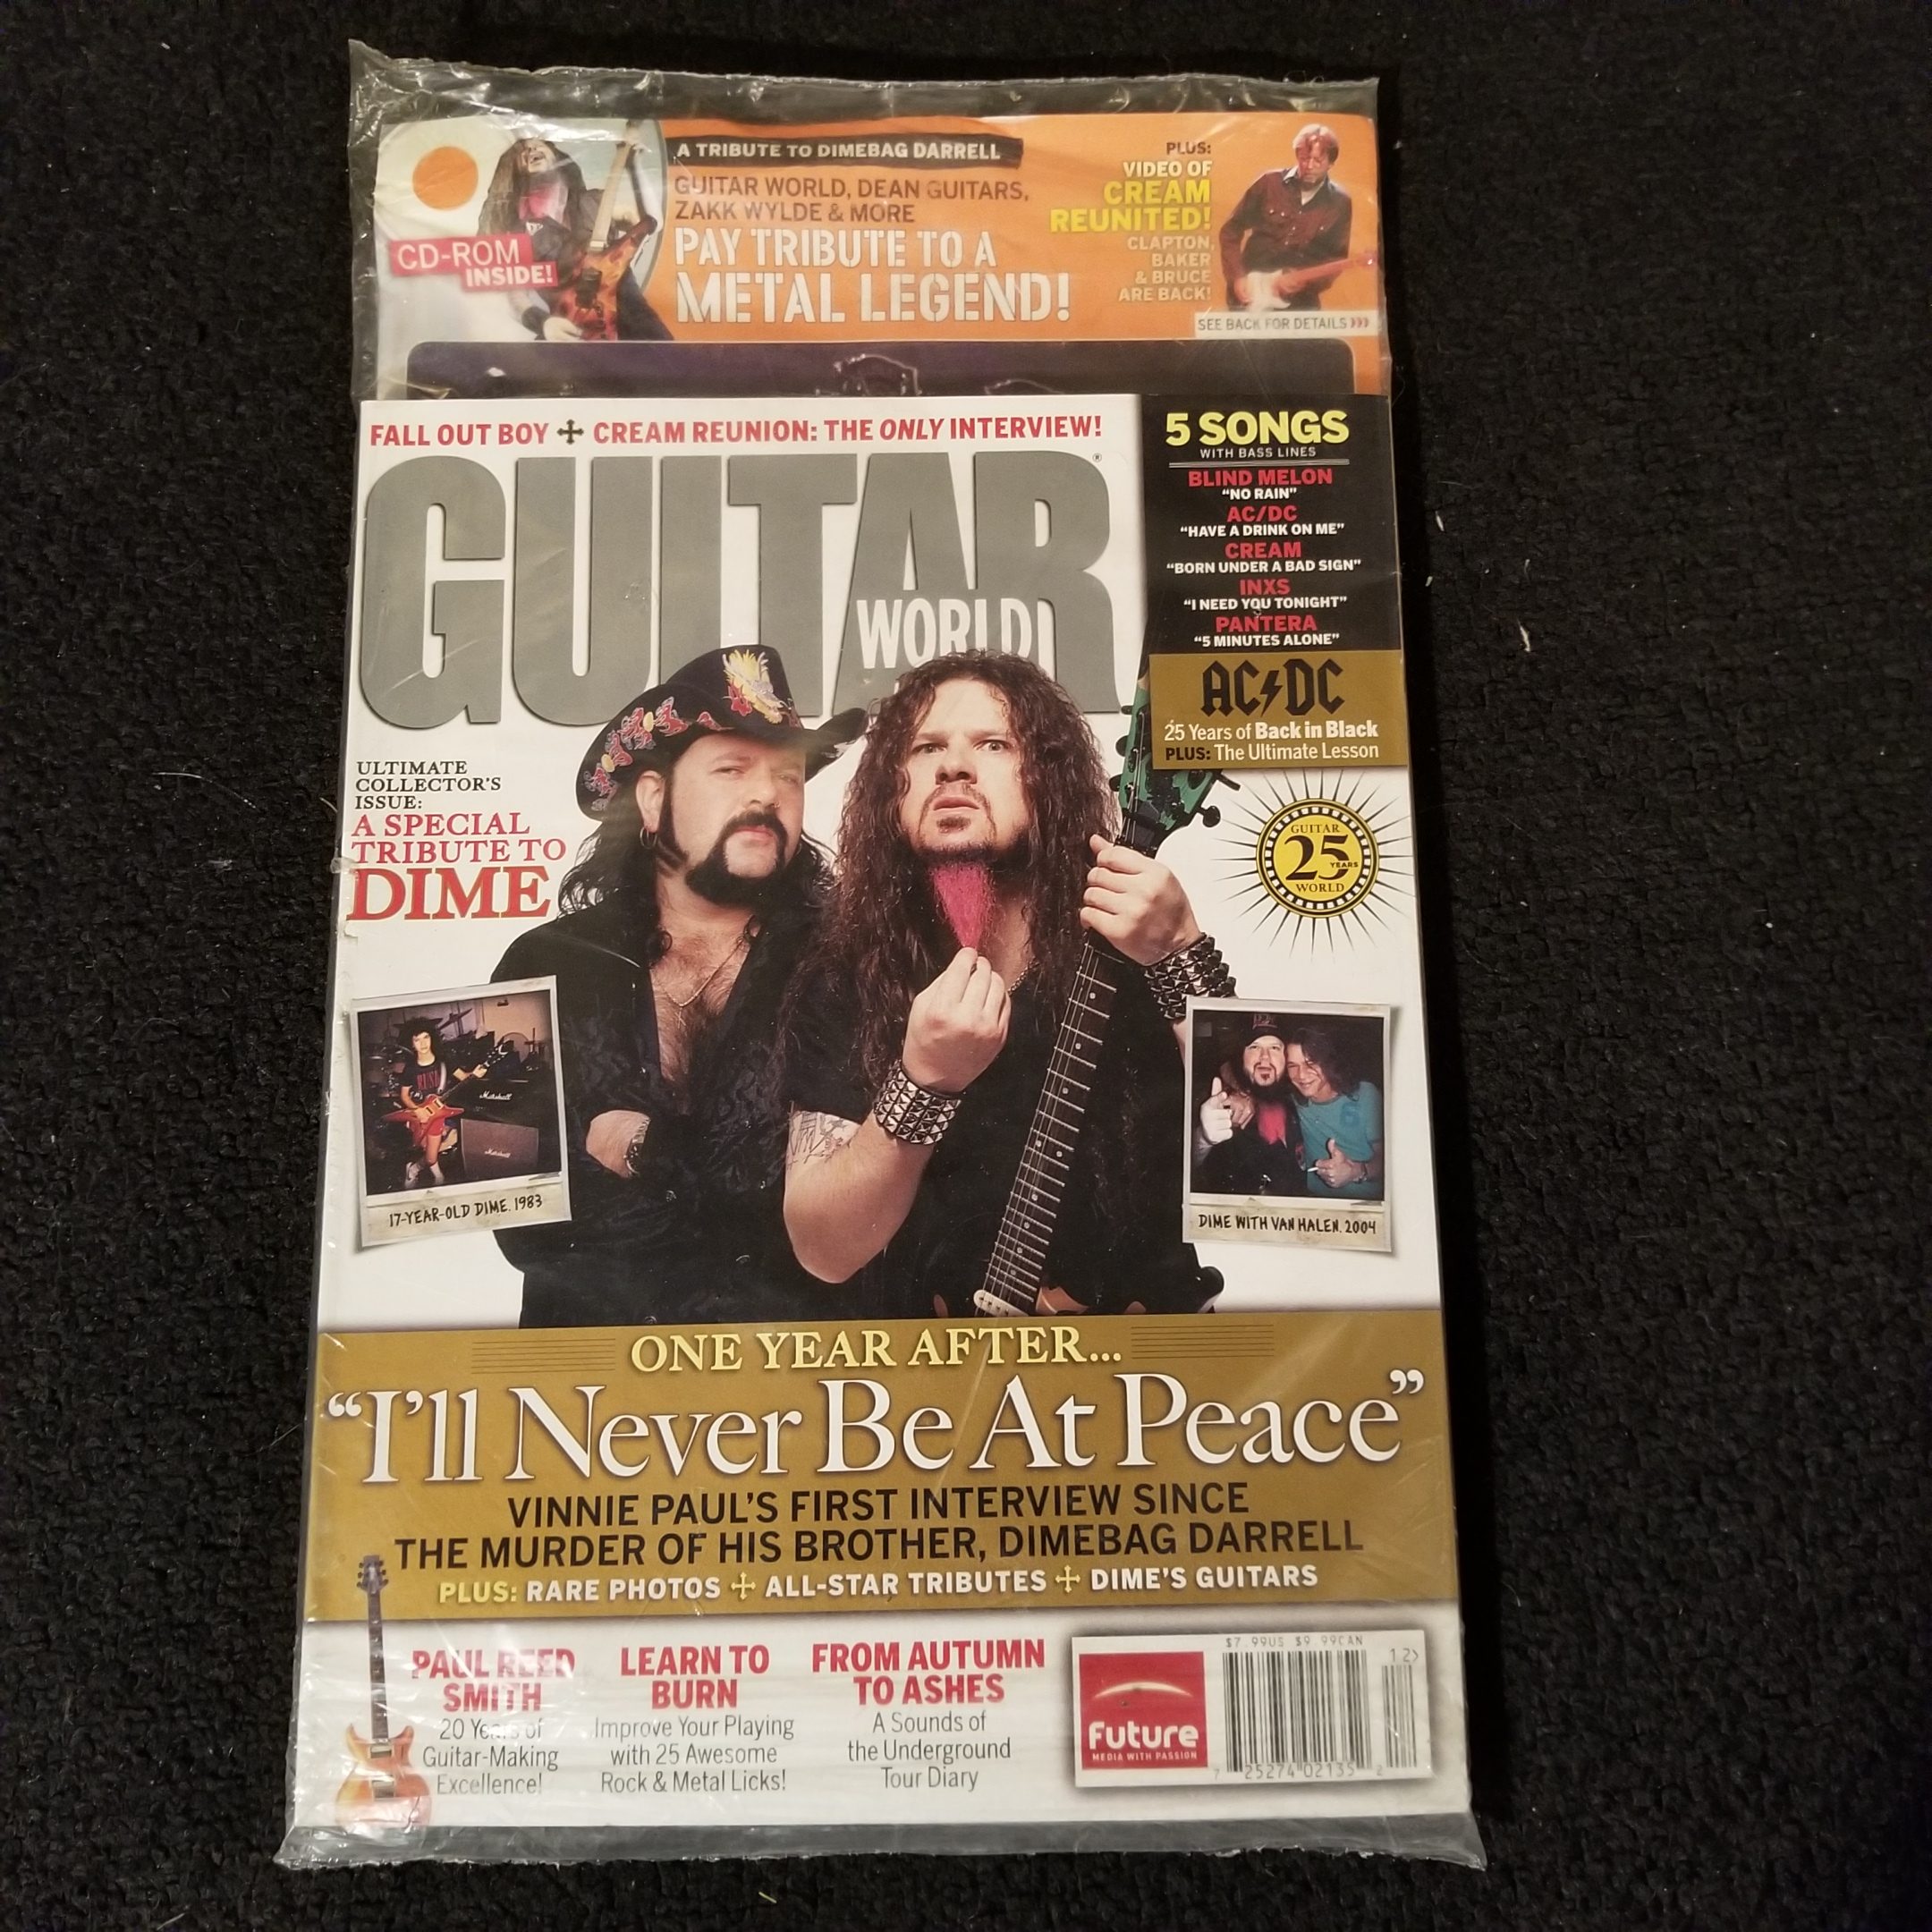 A TRIBUTE TO DIMEBAG DARRELL
GUITAR WORLD, DEAN GUITARS,
ZAKK WYLDE & MORE
PAY TRIBUTE TO A
METAL LEGEND!
CD-ROM
INSIDE!
PLUS:
VIDEO OF
CREAM
REUNITED!
CLAPTON,
BAKER
& BRUCE
ARE BACK!
SEE BACK FOR DETAILS »»»
FALL OUT BOY ✢ CREAM REUNION: THE ONLY INTERVIEW!
GUITAR®
WORLD
5 SONGS
WITH BASS LINES
BLIND MELON
“NO RAIN”
AC/DC
“HAVE A DRINK ON ME”
CREAM
“BORN UNDER A BAD SIGN”
INXS
“I NEED YOU TONIGHT”
PANTERA
“5 MINUTES ALONE”
AC⚡DC
25 Years of Back in Black
PLUS: The Ultimate Lesson
ULTIMATE
COLLECTOR'S
ISSUE:
A SPECIAL
TRIBUTE TO
DIME
GUITAR
25
YEARS
WORLD
RUSH
Marshall
Marshall
17-YEAR-OLD DIME. 1983
DIME WITH VAN HALEN. 2004
ONE YEAR AFTER...
“I'll Never Be At Peace”
VINNIE PAUL'S FIRST INTERVIEW SINCE
THE MURDER OF HIS BROTHER, DIMEBAG DARRELL
PLUS: RARE PHOTOS ✢ ALL-STAR TRIBUTES ✢ DIME'S GUITARS
PAUL REED
SMITH
20 Years of
Guitar-Making
Excellence!
LEARN TO
BURN
Improve Your Playing
with 25 Awesome
Rock & Metal Licks!
FROM AUTUMN
TO ASHES
A Sounds of
the Underground
Tour Diary
Future
MEDIA WITH PASSION
$7.99US $9.99CAN
12>
7 25274 02135 2